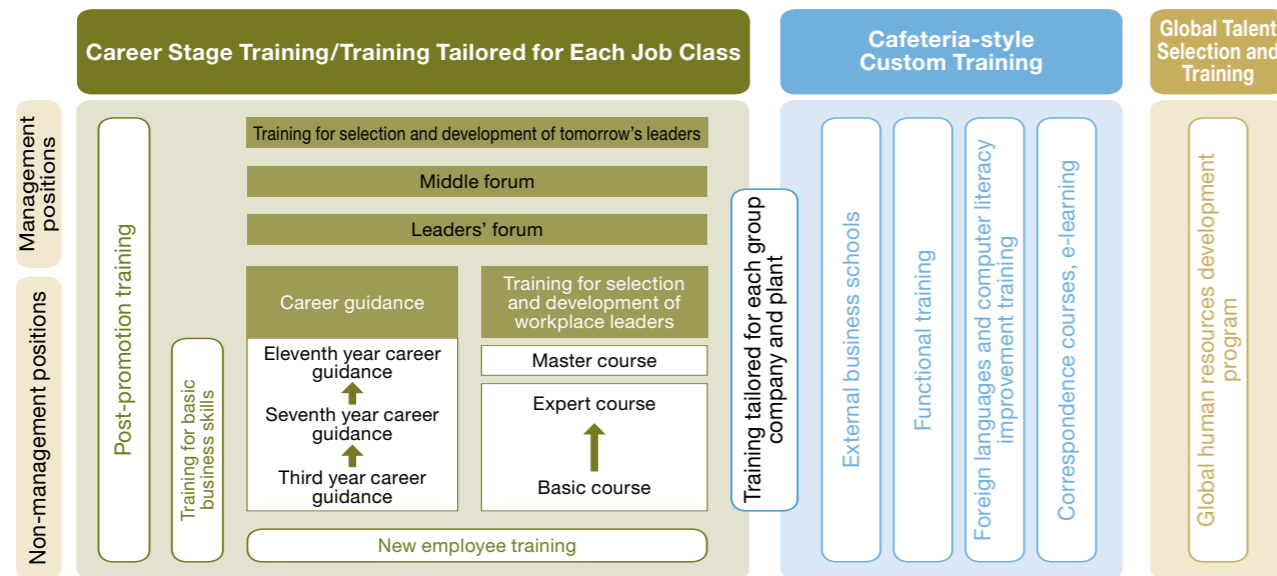 Career Stage Training/Training Tailored for Each Job Class
Cafeteria-style
Custom Training
Global Talent
Selection and
Training
Management
positions
Non-management positions
Post-promotion training
Training for basic
business skills
Training for selection and development of tomorrow's leaders
Middle forum
Leaders' forum
Career guidance
Eleventh year career
guidance
Seventh year career
guidance
Third year career
guidance
Training for selection
and development of
workplace leaders
Master course
Expert course
Basic course
New employee training
Training tailored for each group
company and plant
External business schools
Functional training
Foreign languages and computer literacy
improvement training
Correspondence courses, e-learning
Global human resources development
program